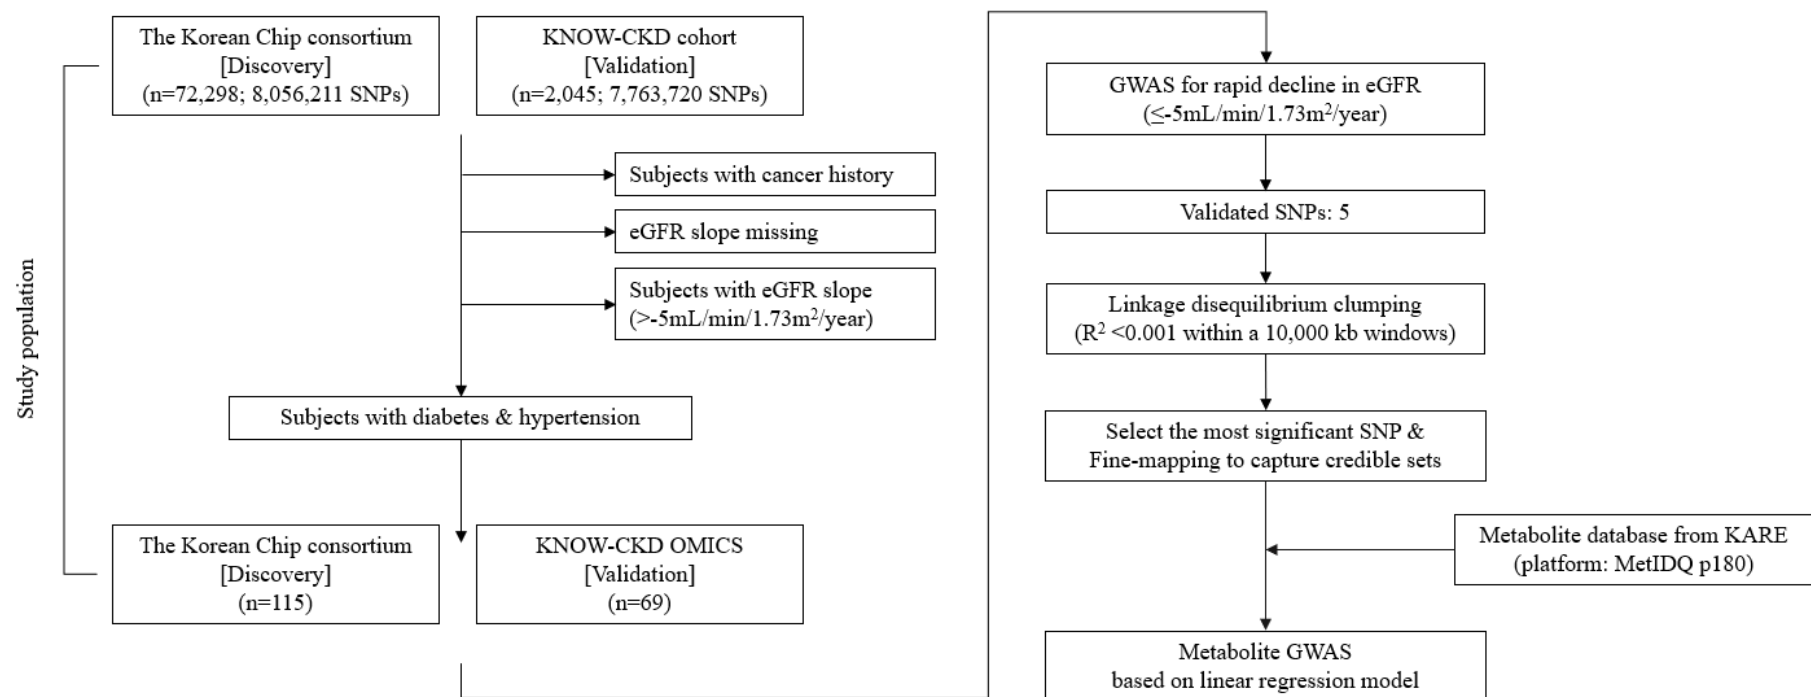 Study population
The Korean Chip consortium
[Discovery]
(n=72,298; 8,056,211 SNPs)
KNOW-CKD cohort
[Validation]
(n=2,045; 7,763,720 SNPs)
Subjects with cancer history
eGFR slope missing
Subjects with eGFR slope
(>-5mL/min/1.73m²/year)
Subjects with diabetes & hypertension
The Korean Chip consortium
[Discovery]
(n=115)
KNOW-CKD OMICS
[Validation]
(n=69)
GWAS for rapid decline in eGFR
(≤-5mL/min/1.73m²/year)
Validated SNPs: 5
Linkage disequilibrium clumping
(R² <0.001 within a 10,000 kb windows)
Select the most significant SNP &
Fine-mapping to capture credible sets
Metabolite database from KARE
(platform: MetIDQ p180)
Metabolite GWAS
based on linear regression model